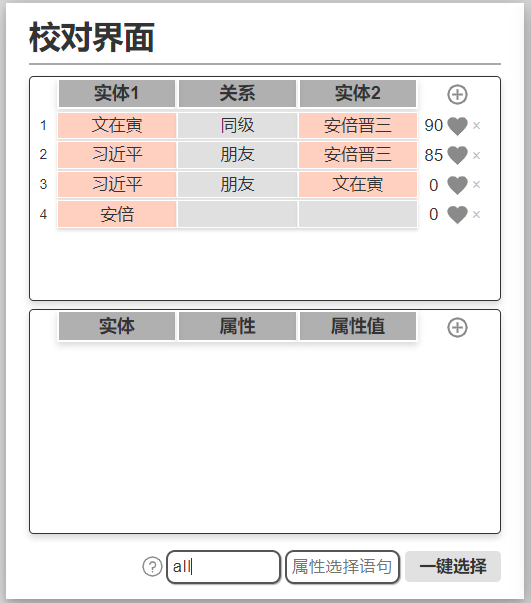 校对界面
实体1 关系 实体2
1 文在寅 同级 安倍晋三 90 ×
2 习近平 朋友 安倍晋三 85 ×
3 习近平 朋友 文在寅 0 ×
4 安倍 0 ×
实体 属性 属性值
? all 属性选择语句 一键选择